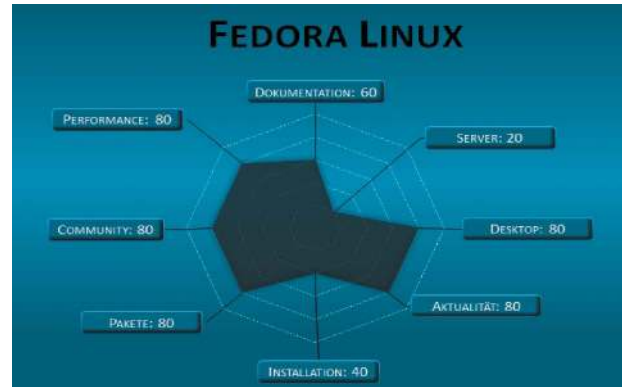 FEDORA LINUX
DOKUMENTATION: 60
PERFORMANCE: 80
SERVER: 20
COMMUNITY: 80
DESKTOP: 80
PAKETE: 80
AKTUALITÄT: 80
INSTALLATION: 40